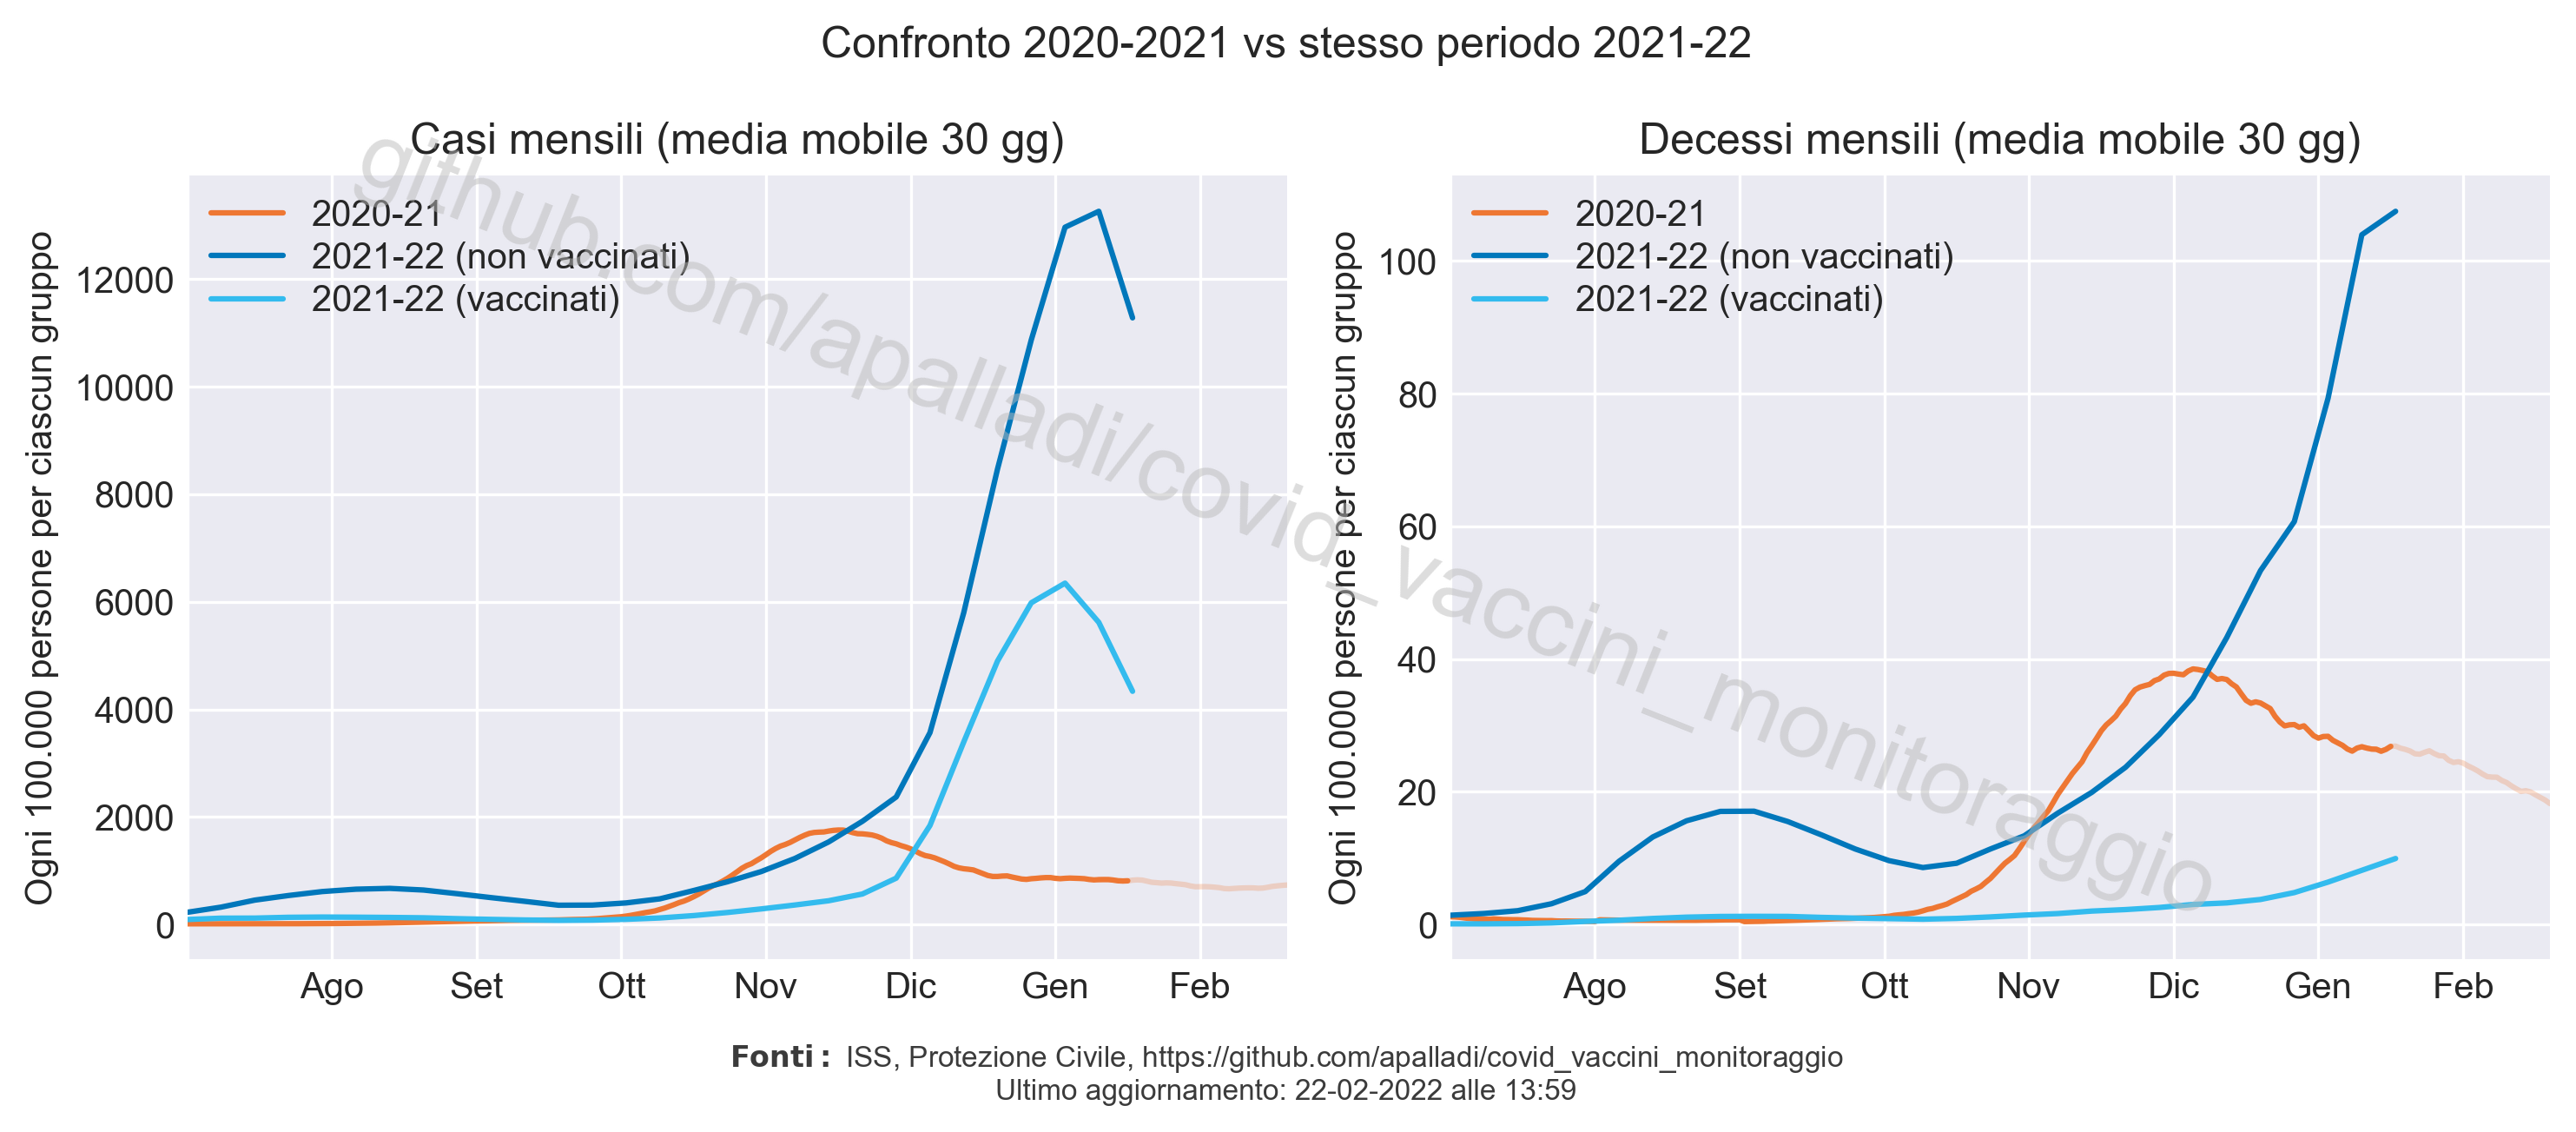 Confronto 2020-2021 vs stesso periodo 2021-22
Casi mensili (media mobile 30 gg)
Ogni 100.000 persone per ciascun gruppo
2020-21
2021-22 (non vaccinati)
2021-22 (vaccinati)
12000
10000
8000
6000
4000
2000
0
Ago Set Ott Nov Dic Gen Feb
Decessi mensili (media mobile 30 gg)
Ogni 100.000 persone per ciascun gruppo
2020-21
2021-22 (non vaccinati)
2021-22 (vaccinati)
100
80
60
40
20
0
Ago Set Ott Nov Dic Gen Feb
github.com/apalladi/covid_vaccini_monitoraggio
Fonti: ISS, Protezione Civile, https://github.com/apalladi/covid_vaccini_monitoraggio
Ultimo aggiornamento: 22-02-2022 alle 13:59